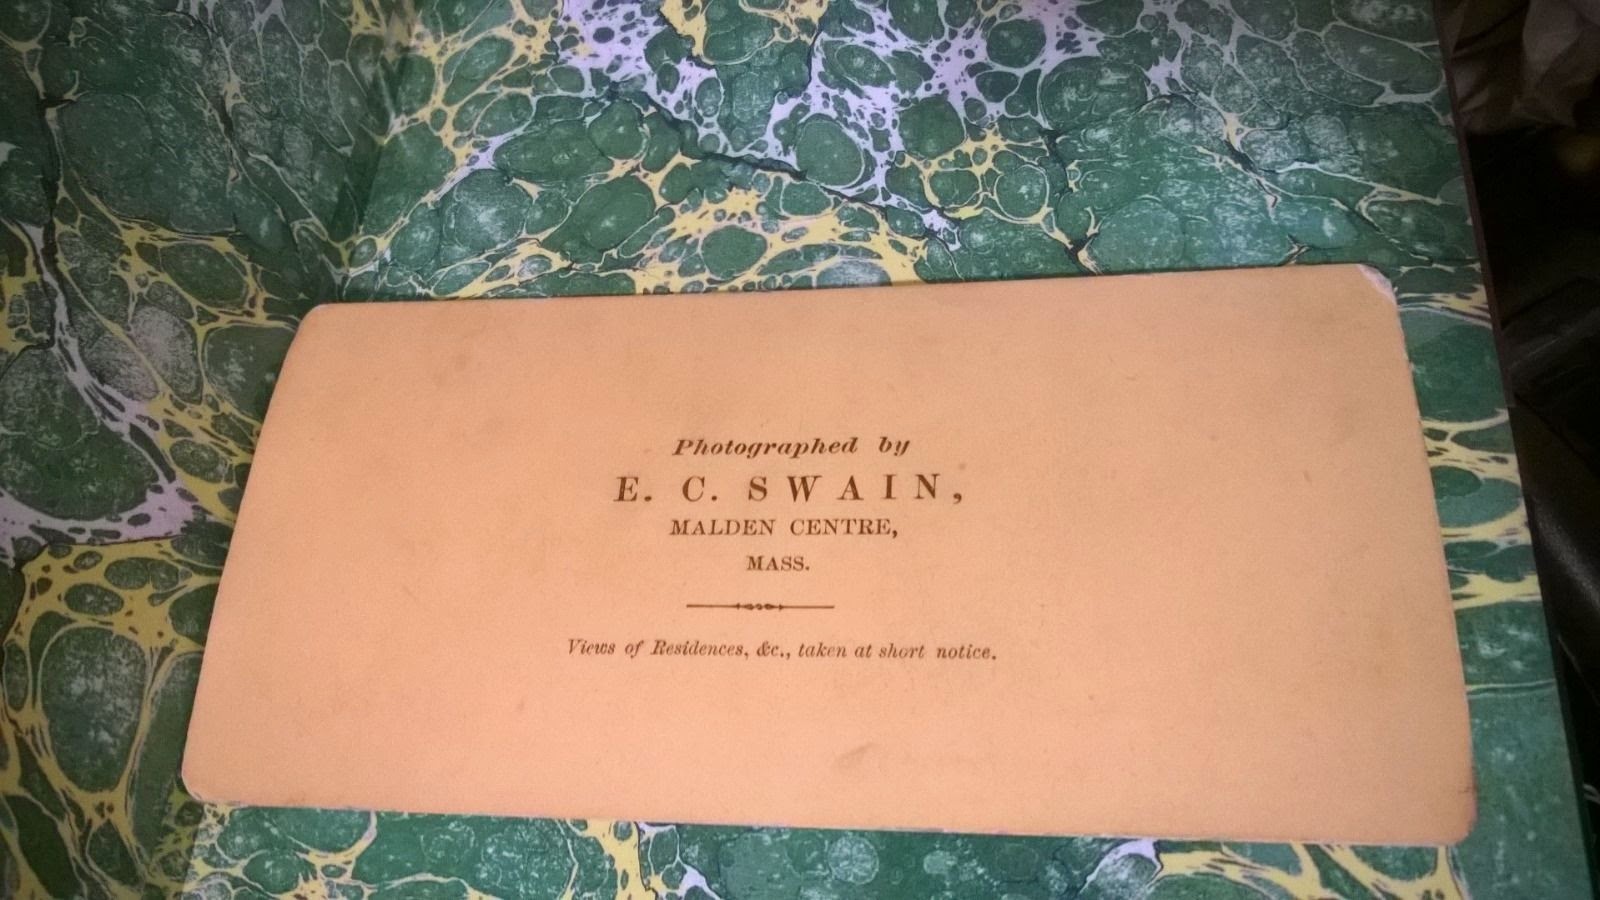 Photographed by
E. C. SWAIN,
MALDEN CENTRE,
MASS.
Views of Residences, &c., taken at short notice.